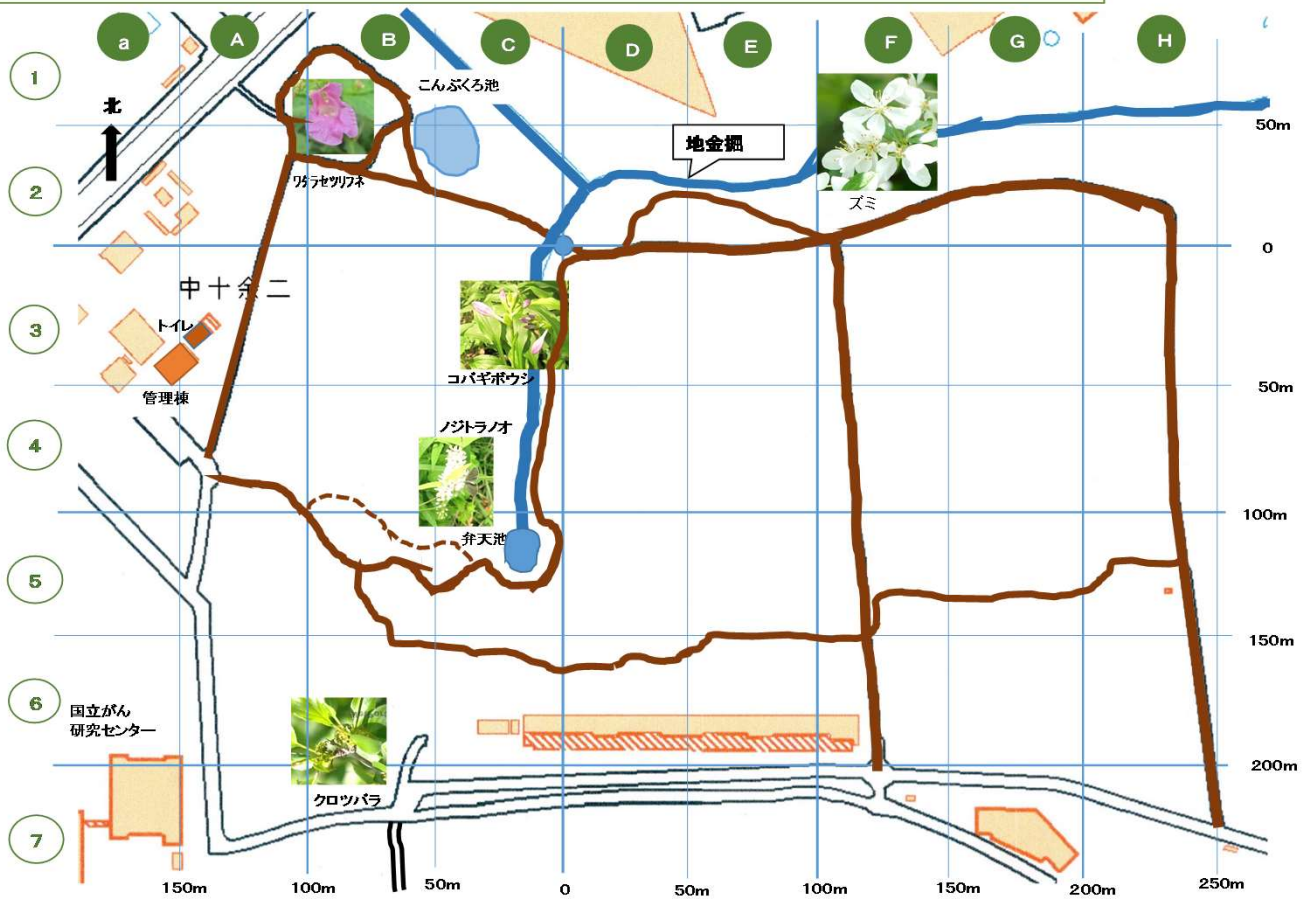 a A B C D E F G H
1
北
こんぶくろ池
50m
地金掘
2
ワタラセツリフネ
ズミ
0
中十余二
3
トイレ
コバギボウシ
50m
管理棟
ノジトラノオ
4
100m
弁天池
5
150m
6
国立がん
研究センター
200m
クロツバラ
7
150m 100m 50m 0 50m 100m 150m 200m 250m